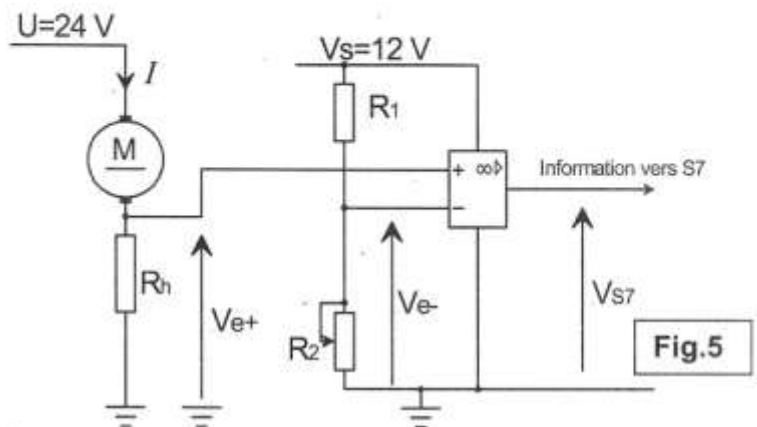 U=24 V
I
M
Rh
Ve+
Vs=12 V
R1
R2
Ve-
+ ∞▷
-
Information vers S7
VS7
Fig.5